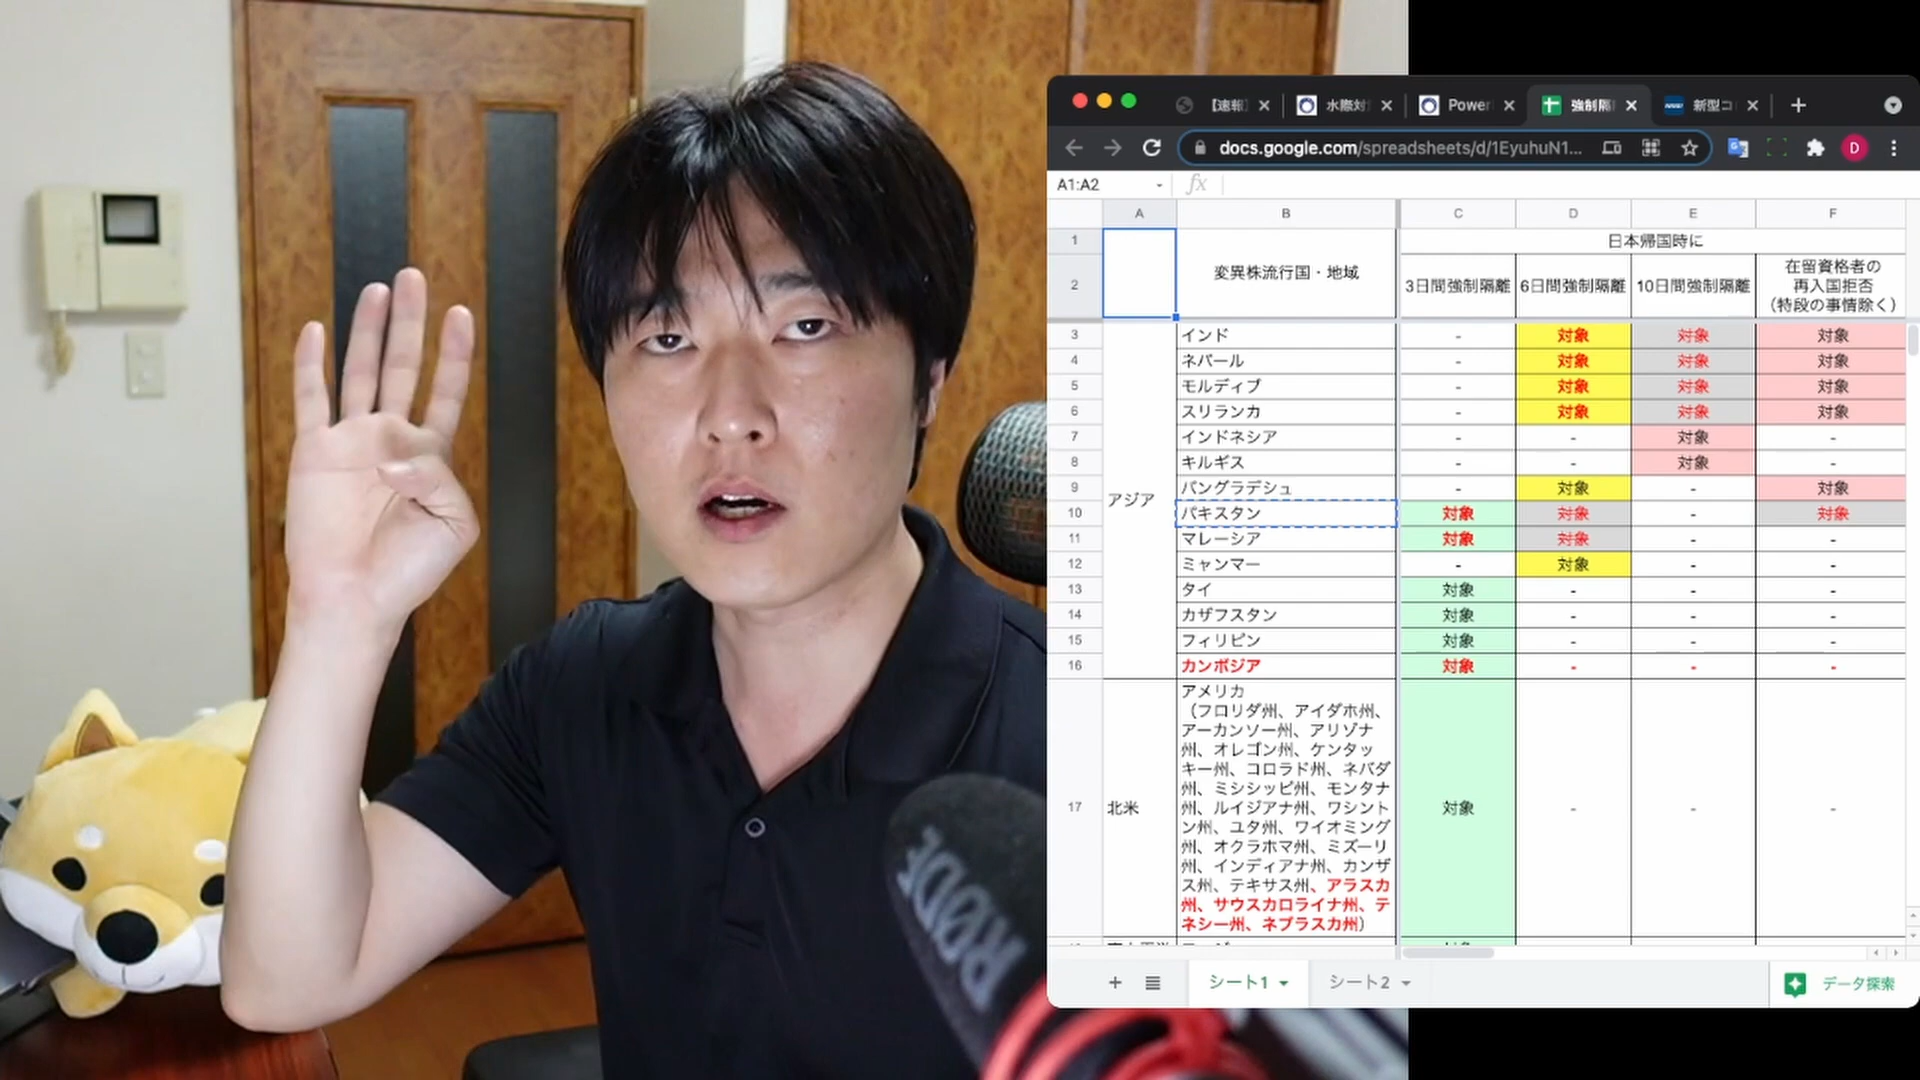 【速報】
水際対
Power
強制隔
新型コ
docs.google.com/spreadsheets/d/1EyuhuN1...
D
A1:A2
fx
A B C D E F
1 日本帰国時に
2 変異株流行国・地域 3日間強制隔離 6日間強制隔離 10日間強制隔離 在留資格者の
再入国拒否
（特段の事情除く）
3 インド - 対象 対象 対象
4 ネパール - 対象 対象 対象
5 モルディブ - 対象 対象 対象
6 スリランカ - 対象 対象 対象
7 インドネシア - - 対象 -
8 キルギス - - 対象 -
9 バングラデシュ - 対象 - 対象
アジア
10 パキスタン 対象 対象 - 対象
11 マレーシア 対象 対象 - -
12 ミャンマー - 対象 - -
13 タイ 対象 - - -
14 カザフスタン 対象 - - -
15 フィリピン 対象 - - -
16 カンボジア 対象 - - -
アメリカ
（フロリダ州、アイダホ州、
アーカンソー州、アリゾナ
州、オレゴン州、ケンタッ
キー州、コロラド州、ネバダ
州、ミシシッピ州、モンタナ
17 北米 州、ルイジアナ州、ワシント 対象 - - -
ン州、ユタ州、ワイオミング
州、オクラホマ州、ミズーリ
州、インディアナ州、カンザ
ス州、テキサス州、アラスカ
州、サウスカロライナ州、テ
ネシー州、ネブラスカ州）
シート1
シート2
データ探索
RØDE